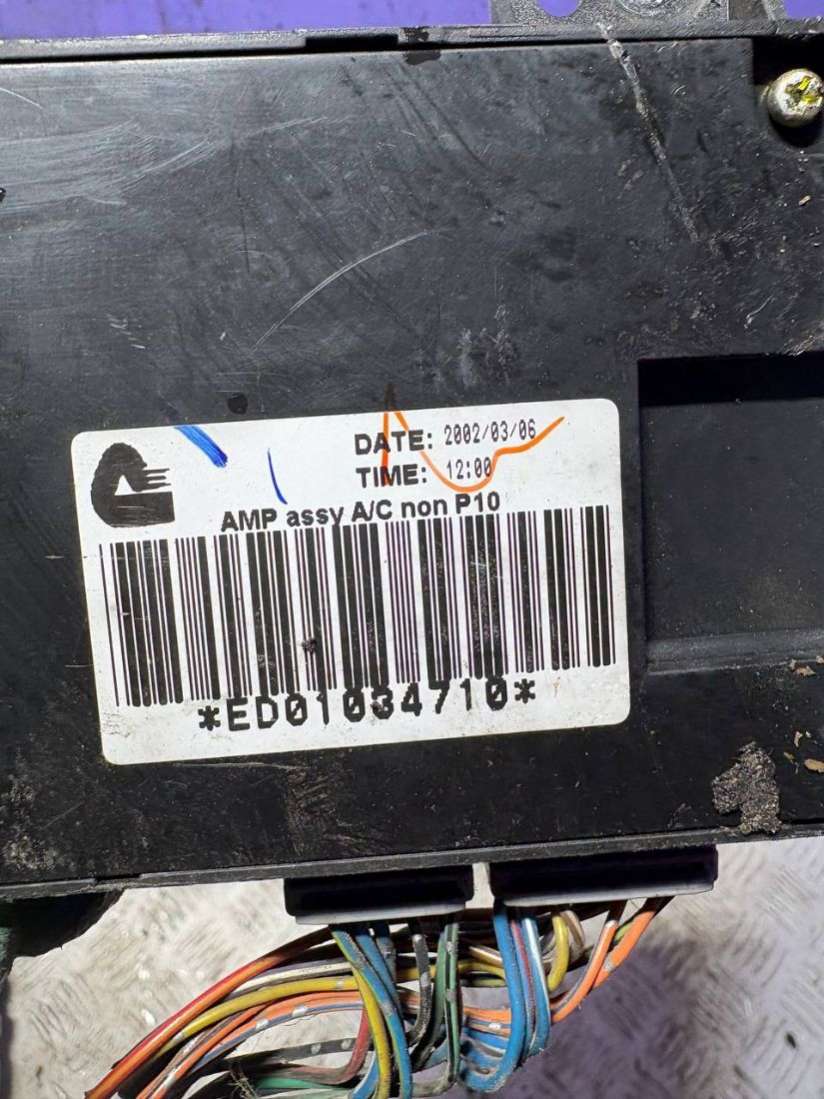 DATE: 2002/03/06
TIME: 12:00
AMP assy A/C non P10
*ED01034710*